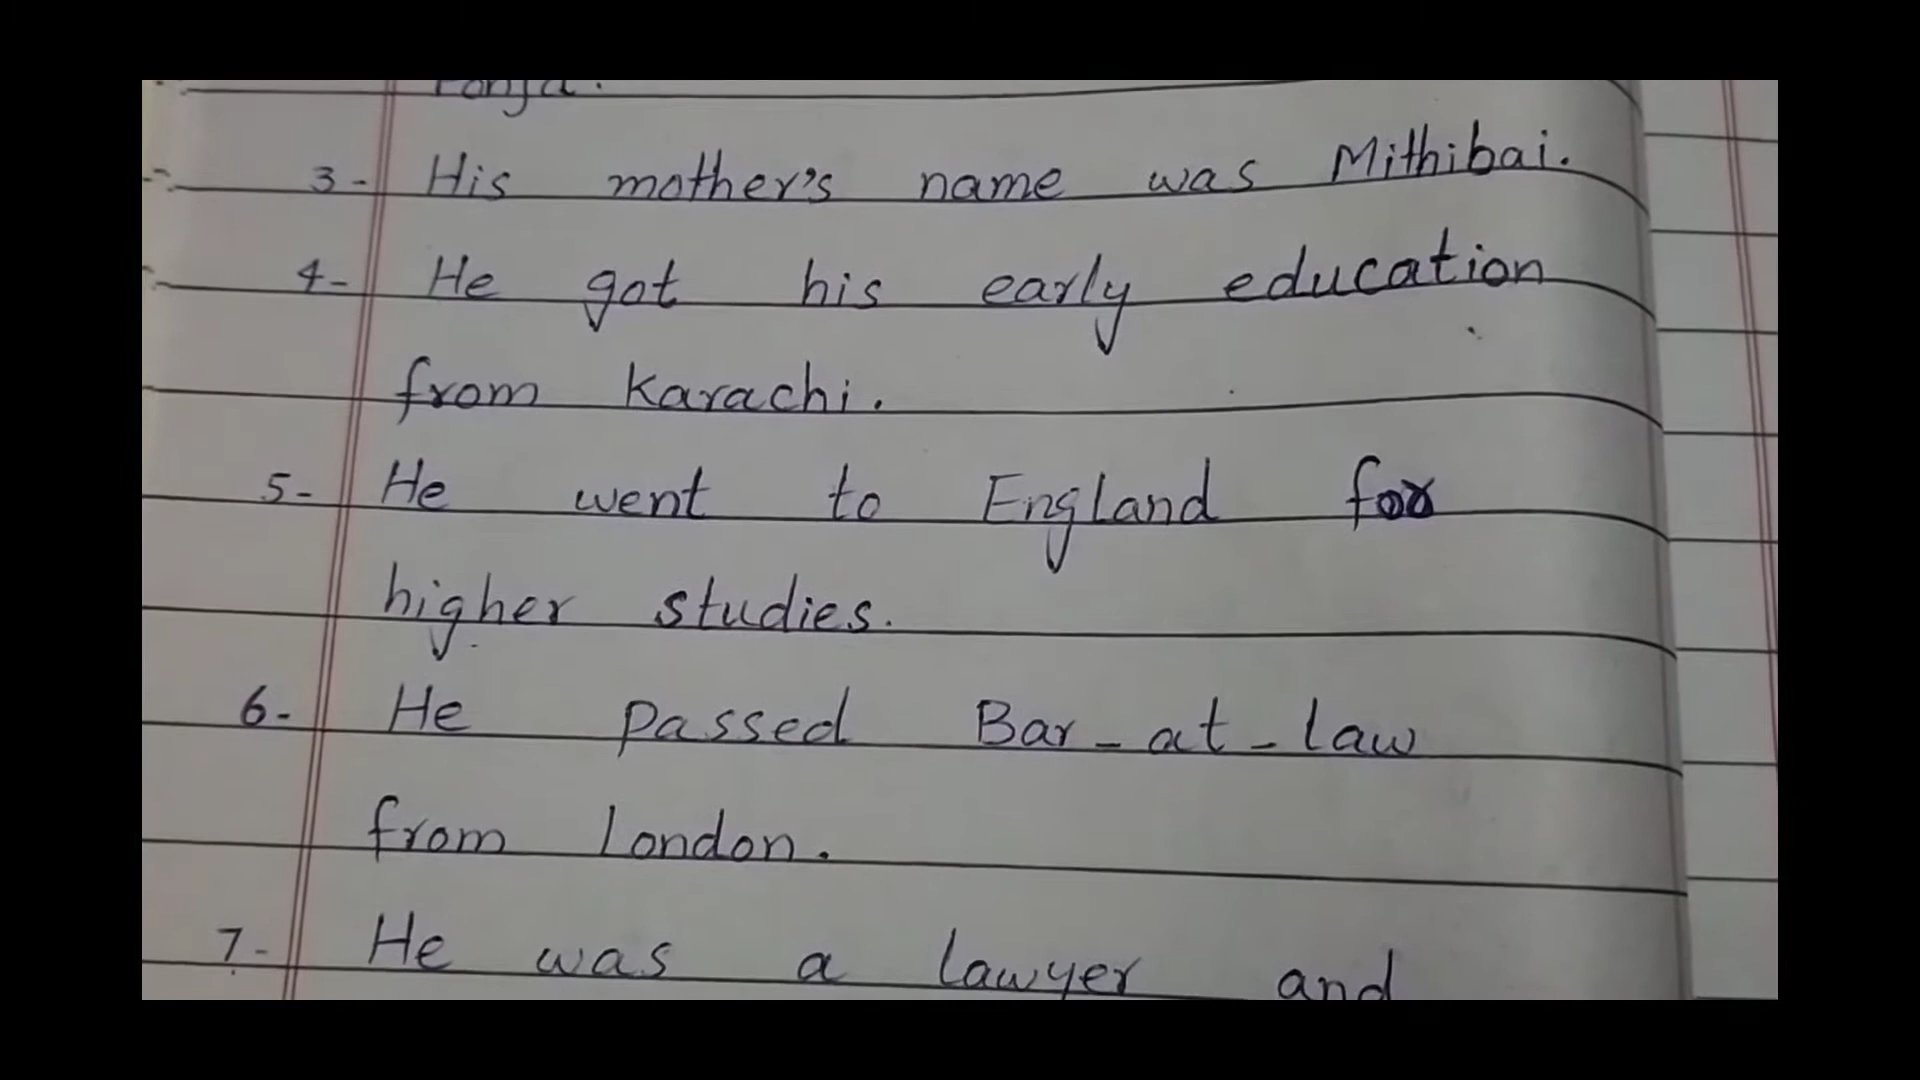 Ponja.
3- His mother's name was Mithibai.
4- He got his early education
from Karachi.
5- He went to England for
higher studies.
6- He passed Bar-at-law
from london.
7- He was a lawyer and